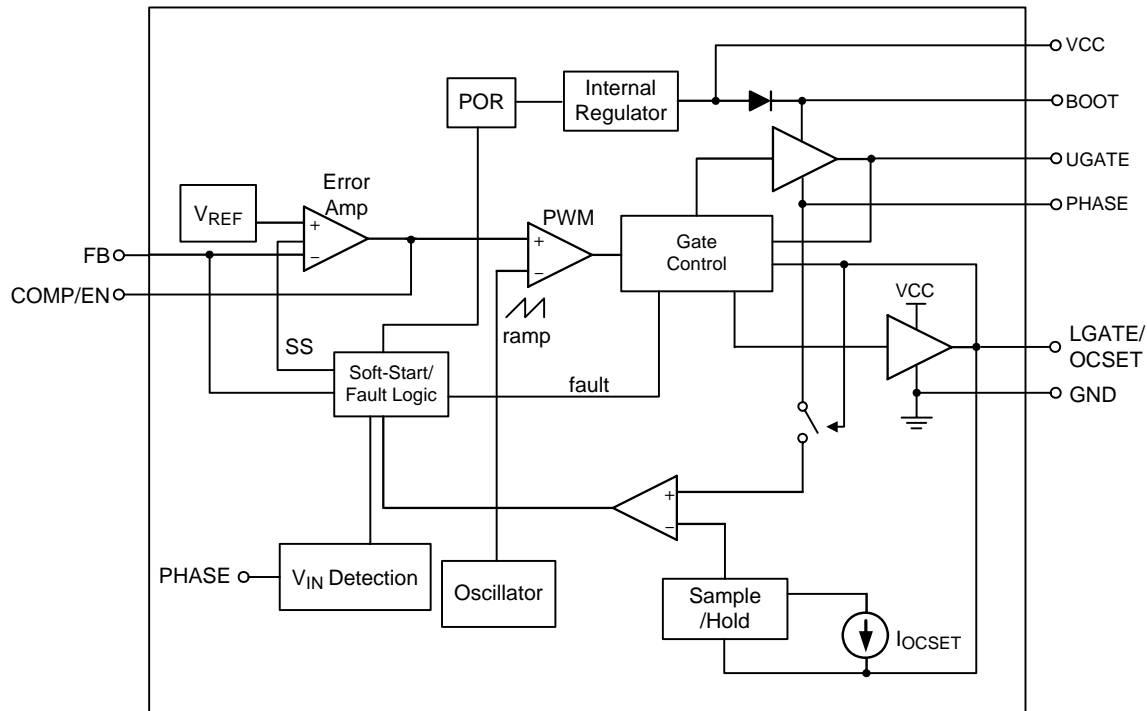 VCC
Internal
Regulator
POR
BOOT
UGATE
Error
Amp
VREF
PWM
PHASE
+
−
+
−
Gate
Control
FB
COMP/EN
VCC
ramp
SS
LGATE/
OCSET
Soft-Start/
Fault Logic
fault
GND
+
−
PHASE
VIN Detection
Oscillator
Sample
/Hold
IOCSET